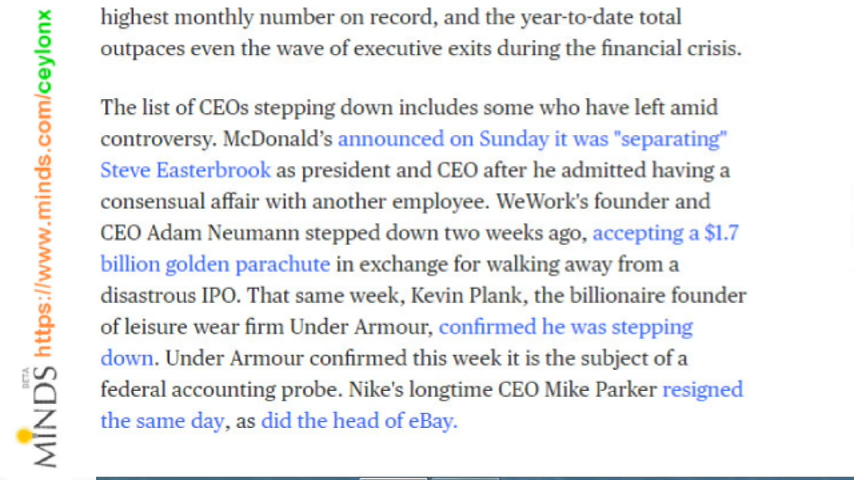 highest monthly number on record, and the year-to-date total
outpaces even the wave of executive exits during the financial crisis.
The list of CEOs stepping down includes some who have left amid
controversy. McDonald’s announced on Sunday it was "separating"
Steve Easterbrook as president and CEO after he admitted having a
consensual affair with another employee. WeWork's founder and
CEO Adam Neumann stepped down two weeks ago, accepting a $1.7
billion golden parachute in exchange for walking away from a
disastrous IPO. That same week, Kevin Plank, the billionaire founder
of leisure wear firm Under Armour, confirmed he was stepping
down. Under Armour confirmed this week it is the subject of a
federal accounting probe. Nike's longtime CEO Mike Parker resigned
the same day, as did the head of eBay.
MINDS BETA https://www.minds.com/ceylonx